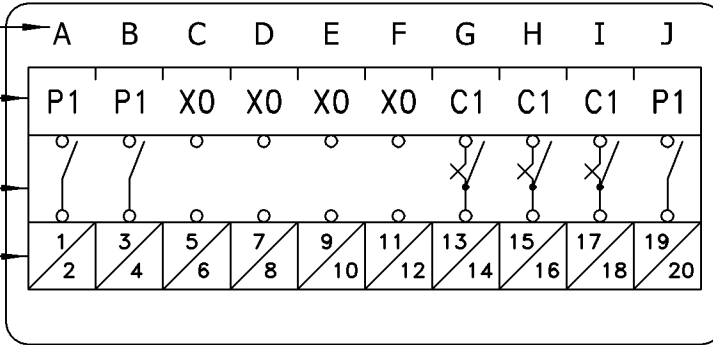 A B C D E F G H I J
P1 P1 X0 X0 X0 X0 C1 C1 C1 P1
1 3 5 7 9 11 13 15 17 19
2 4 6 8 10 12 14 16 18 20